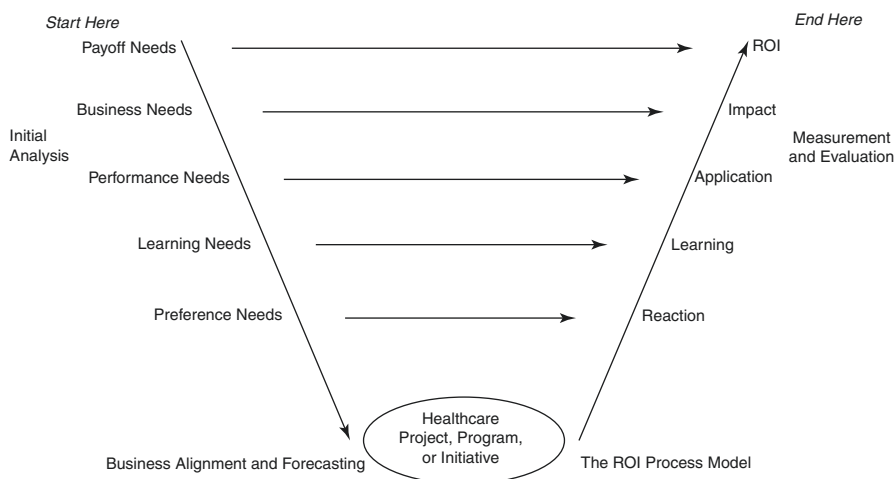 Start Here
End Here
Payoff Needs
ROI
Business Needs
Impact
Initial
Analysis
Measurement
and Evaluation
Performance Needs
Application
Learning Needs
Learning
Preference Needs
Reaction
Healthcare
Project, Program,
or Initiative
Business Alignment and Forecasting
The ROI Process Model